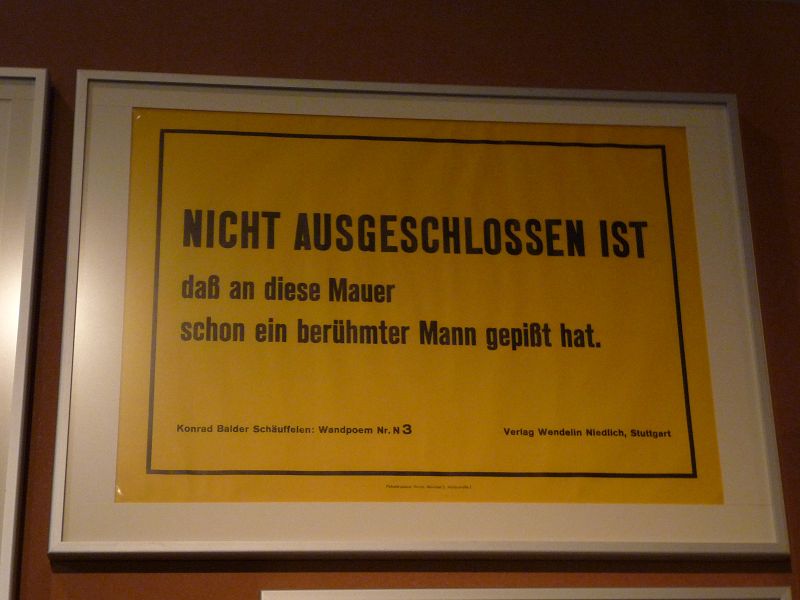 NICHT AUSGESCHLOSSEN IST
daß an diese Mauer
schon ein berühmter Mann gepißt hat.
Konrad Balder Schäuffelen: Wandpoem Nr. N 3
Verlag Wendelin Niedlich, Stuttgart